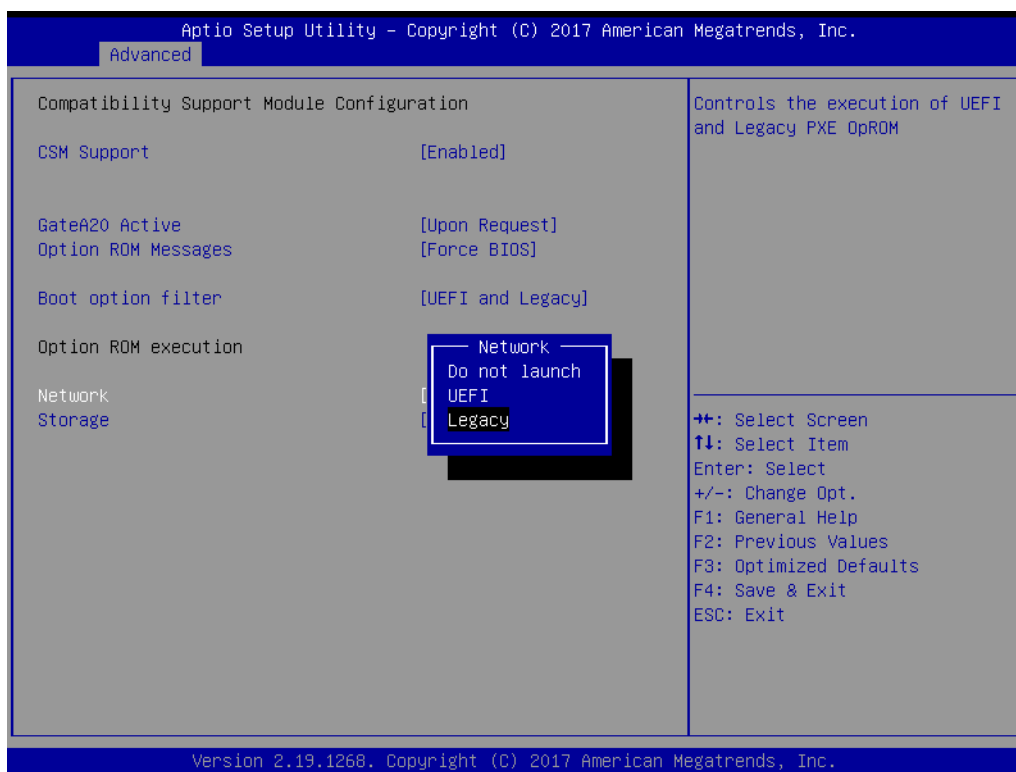 Aptio Setup Utility – Copyright (C) 2017 American Megatrends, Inc.
Advanced
Compatibility Support Module Configuration
CSM Support [Enabled]
GateA20 Active [Upon Request]
Option ROM Messages [Force BIOS]
Boot option filter [UEFI and Legacy]
Option ROM execution
Network [
Storage [
Network
Do not launch
UEFI
Legacy
Controls the execution of UEFI
and Legacy PXE OpROM
→←: Select Screen
↑↓: Select Item
Enter: Select
+/-: Change Opt.
F1: General Help
F2: Previous Values
F3: Optimized Defaults
F4: Save & Exit
ESC: Exit
Version 2.19.1268. Copyright (C) 2017 American Megatrends, Inc.